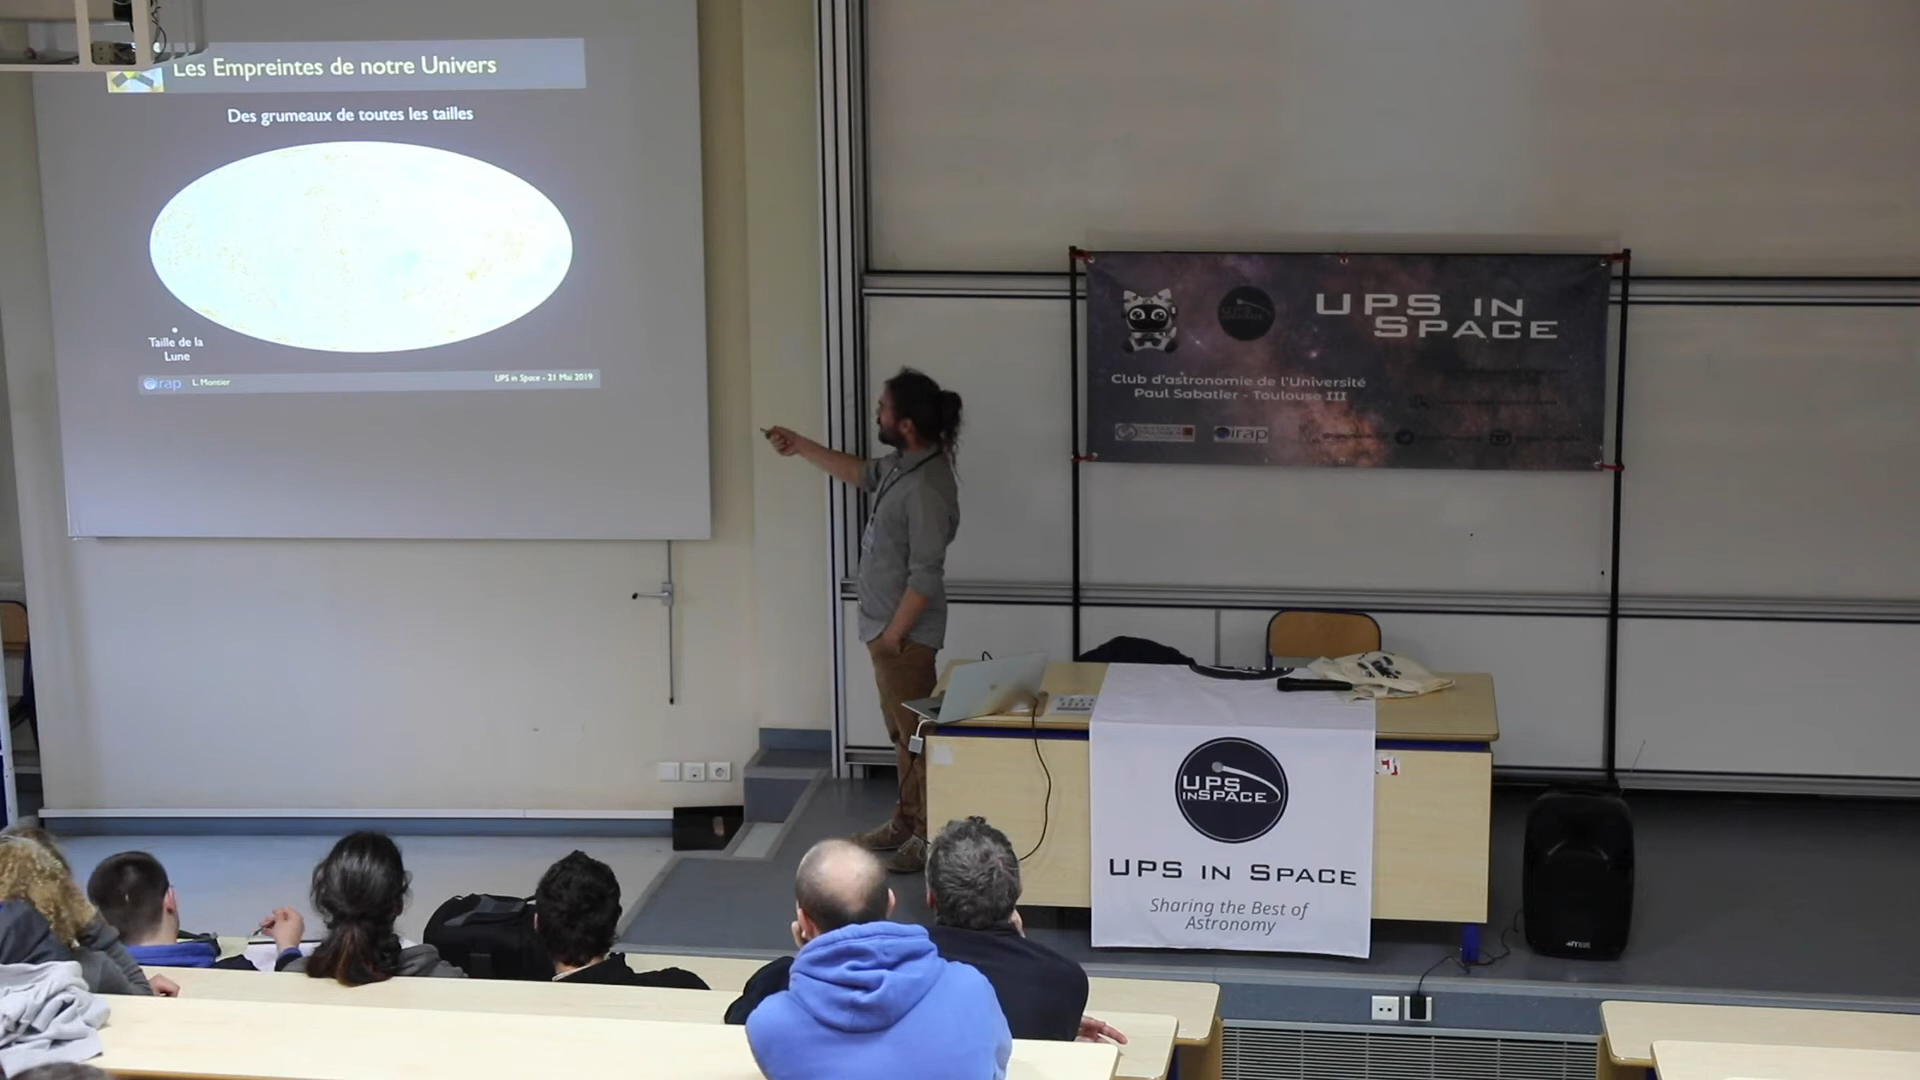 Les Empreintes de notre Univers
Des grumeaux de toutes les tailles
Taille de la
Lune
irap
L. Montier
UPS in Space - 21 Mai 2019
UPS IN
SPACE
Club d'astronomie de l'Université
Paul Sabatier - Toulouse III
irap
UPS
INSPACE
UPS IN SPACE
Sharing the Best of
Astronomy